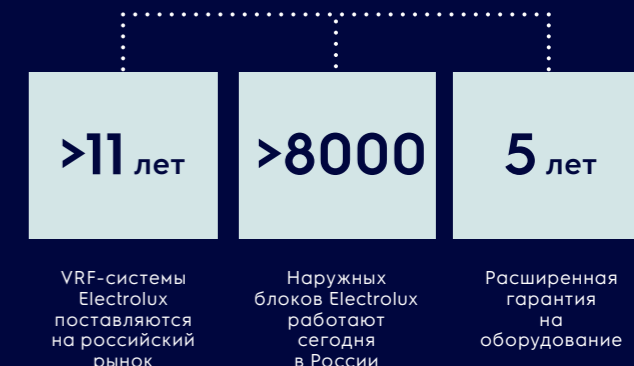 >11 лет
>8000
5 лет
VRF-системы
Electrolux
поставляются
на российский
рынок
Наружных
блоков Electrolux
работают
сегодня
в России
Расширенная
гарантия
на
оборудование